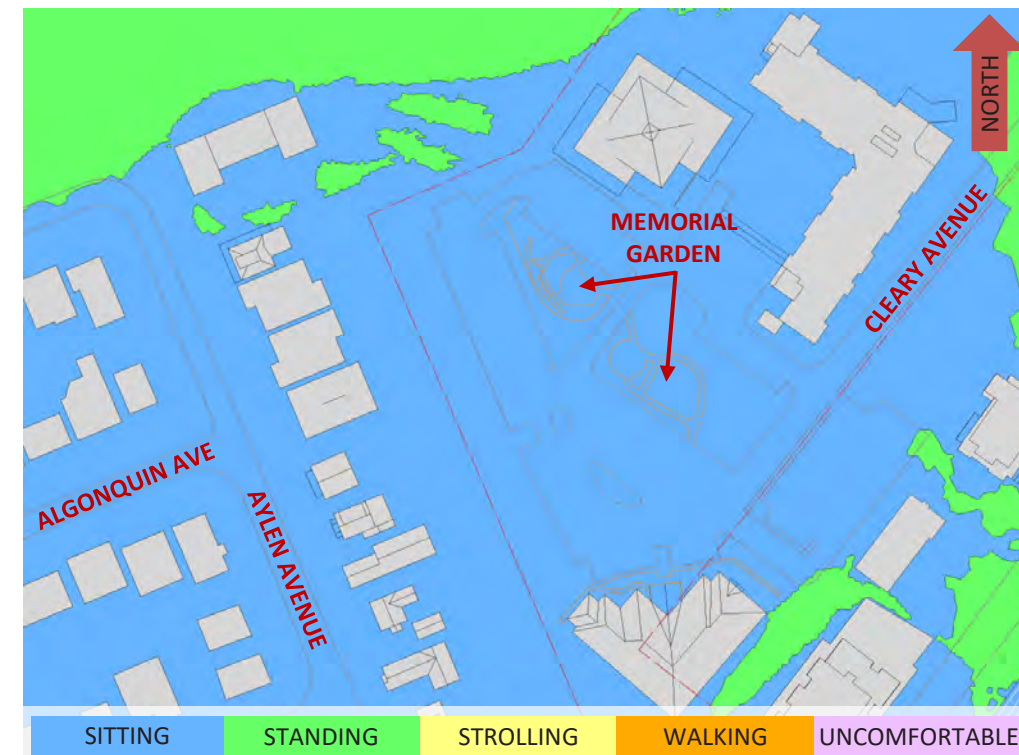 NORTH
MEMORIAL
GARDEN
CLEARY AVENUE
ALGONQUIN AVE
AYLEN AVENUE
SITTING
STANDING
STROLLING
WALKING
UNCOMFORTABLE